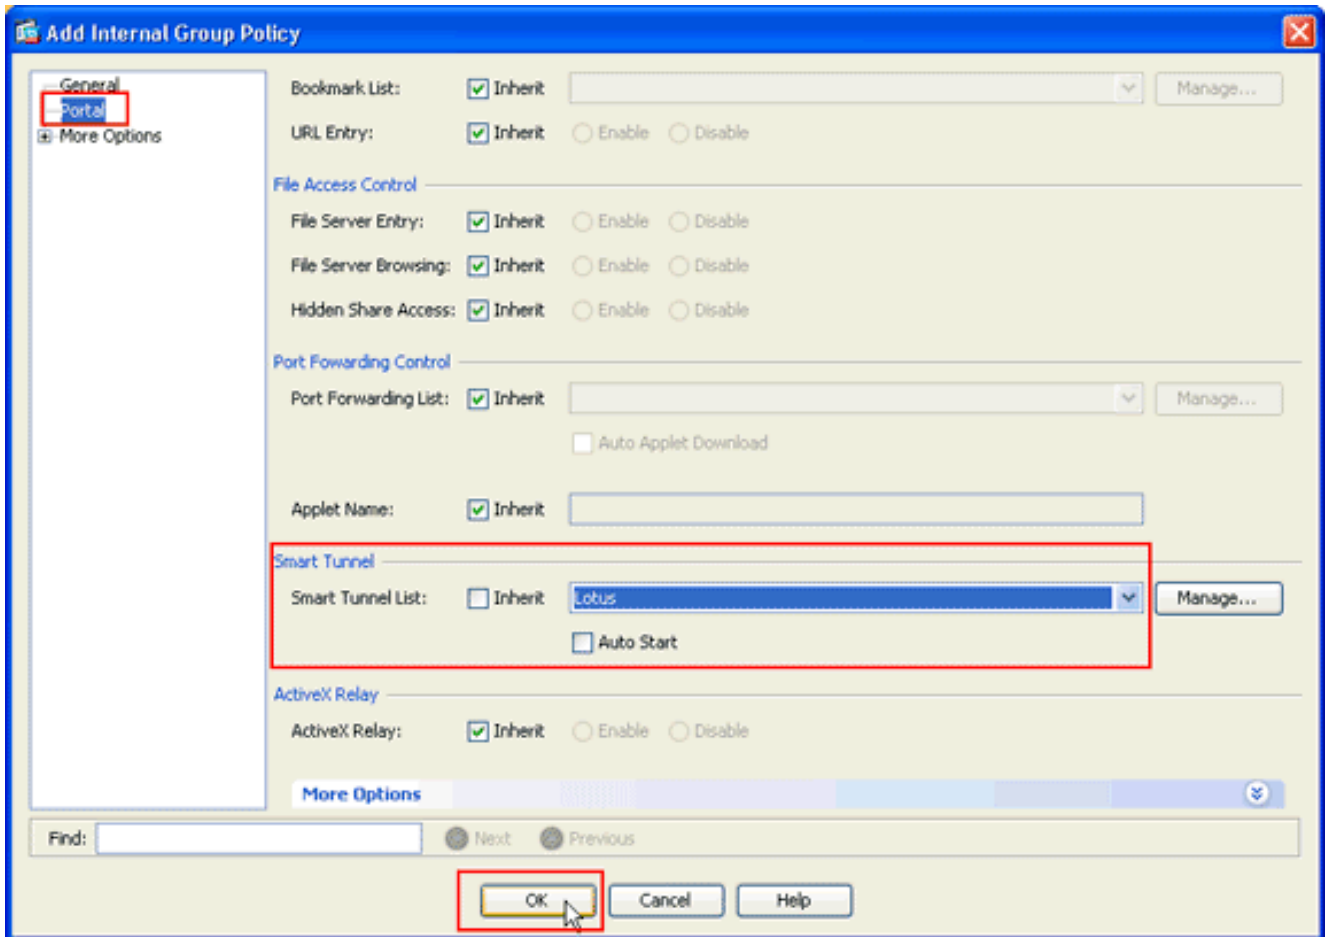 Add Internal Group Policy
General
Portal
More Options
Bookmark List: Inherit Manage...
URL Entry: Inherit Enable Disable
File Access Control
File Server Entry: Inherit Enable Disable
File Server Browsing: Inherit Enable Disable
Hidden Share Access: Inherit Enable Disable
Port Fowarding Control
Port Forwarding List: Inherit Manage...
Auto Applet Download
Applet Name: Inherit
Smart Tunnel
Smart Tunnel List: Inherit Lotus Manage...
Auto Start
ActiveX Relay
ActiveX Relay: Inherit Enable Disable
More Options
Find: Next Previous
OK Cancel Help